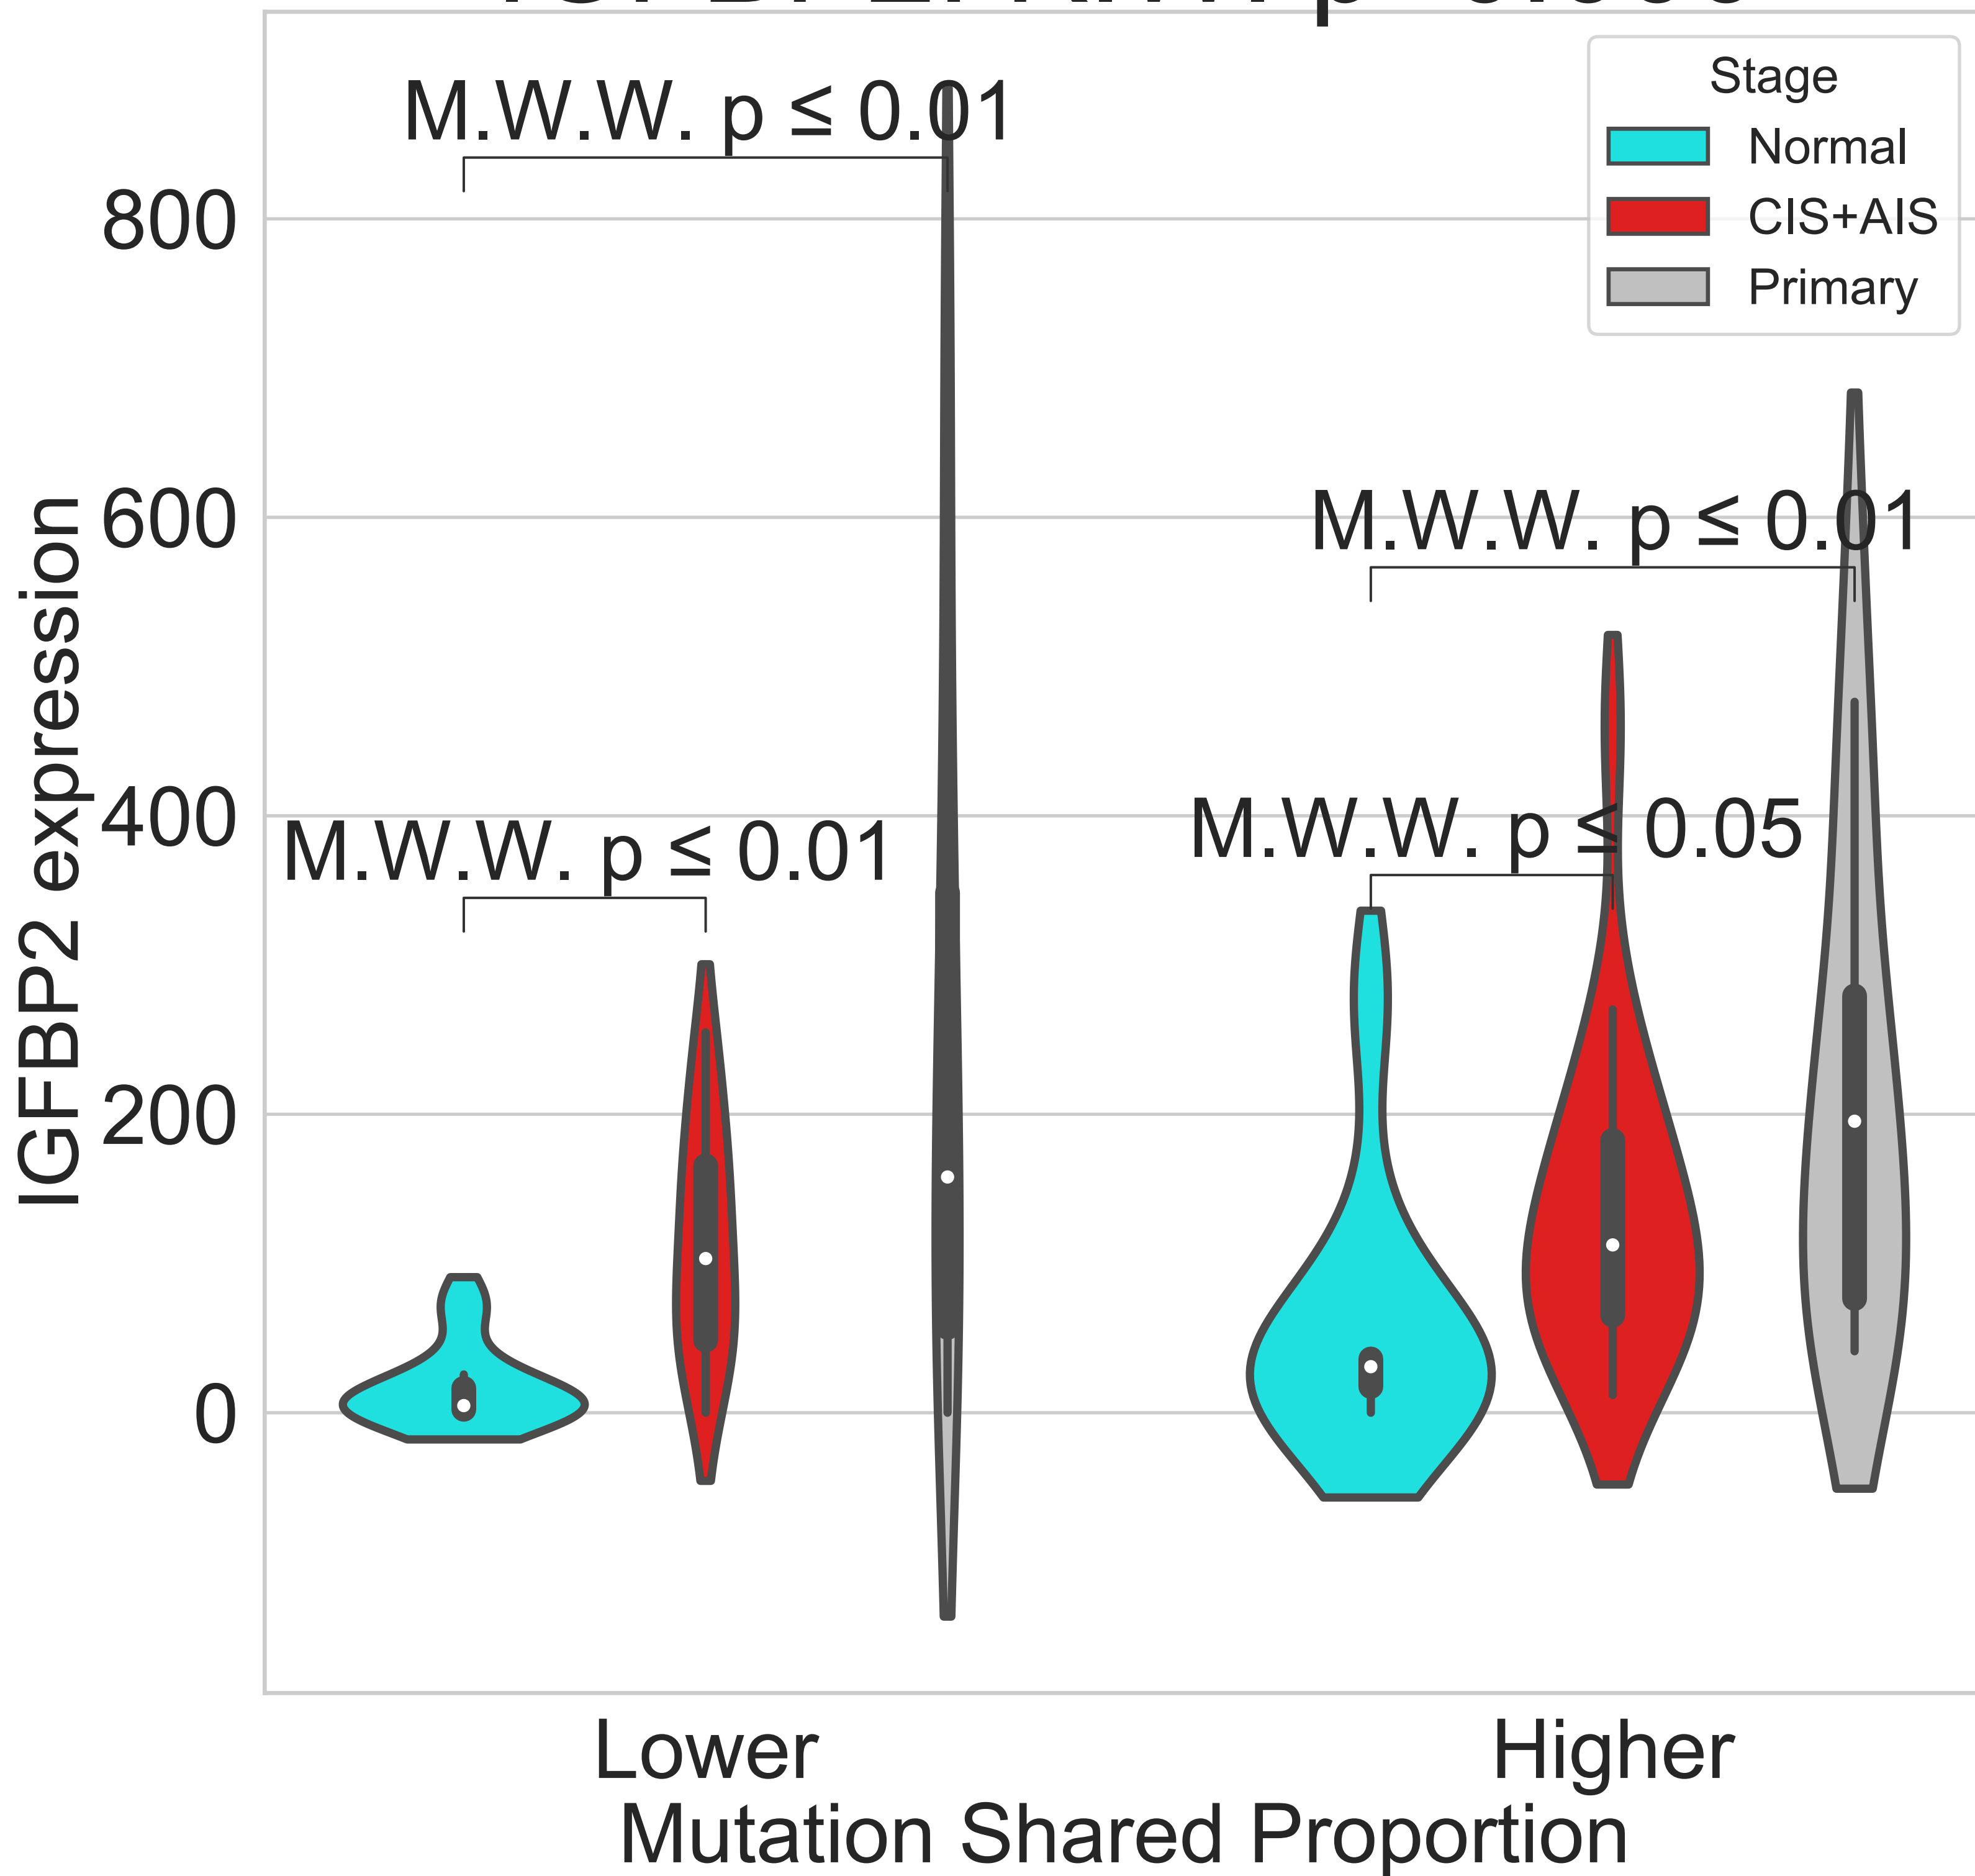 M.W.W. p ≤ 0.01
Stage
Normal
CIS+AIS
Primary
800
600
400
200
0
IGFBP2 expression
M.W.W. p ≤ 0.01
M.W.W. p ≤ 0.01
M.W.W. p ≤ 0.05
Lower
Higher
Mutation Shared Proportion